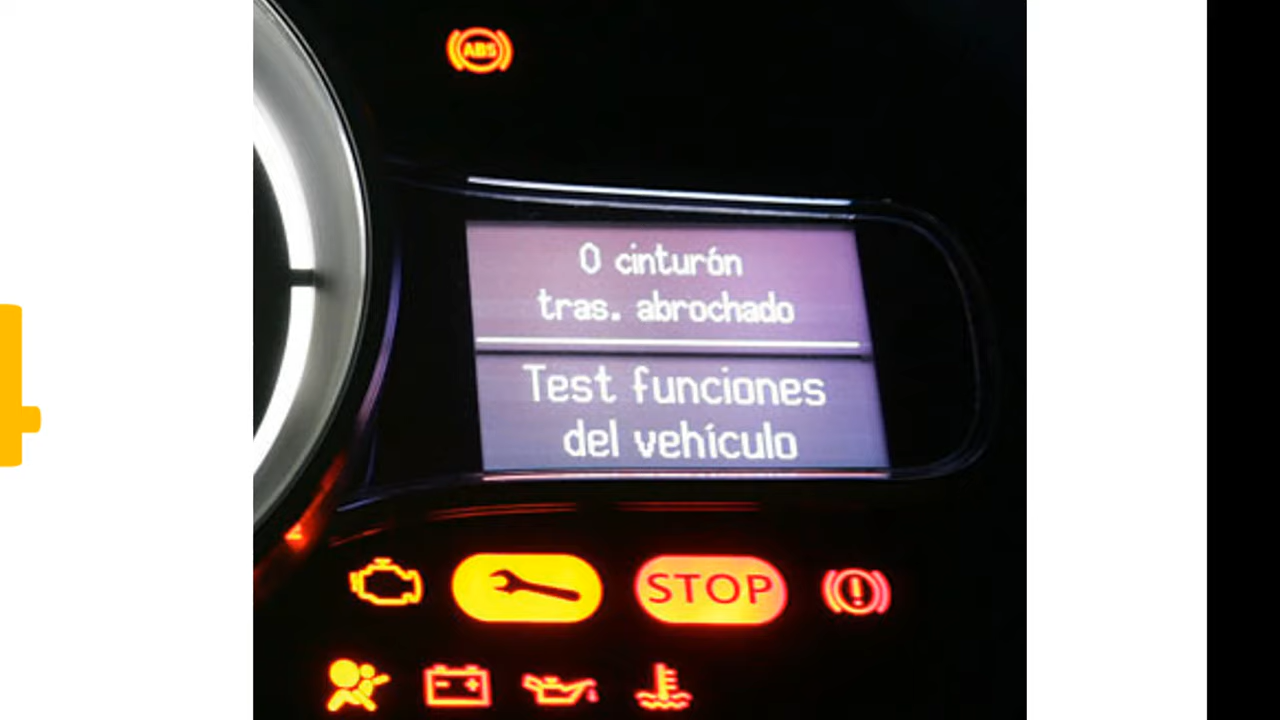 ABS
0 cinturón
tras. abrochado
Test funciones
del vehículo
STOP